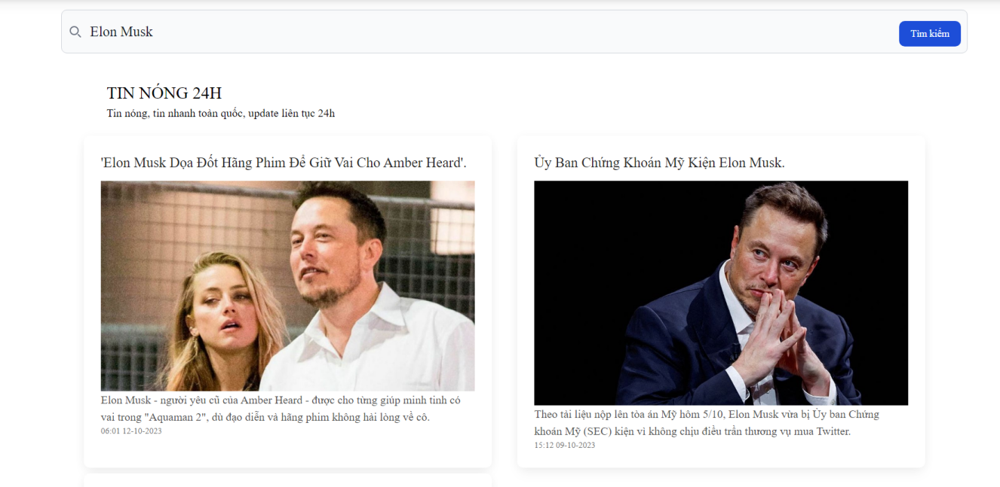 Elon Musk
Tìm kiếm
TIN NÓNG 24H
Tin nóng, tin nhanh toàn quốc, update liên tục 24h
'Elon Musk Dọa Đốt Hãng Phim Để Giữ Vai Cho Amber Heard'.
Elon Musk - người yêu cũ của Amber Heard - được cho từng giúp minh tinh có
vai trong "Aquaman 2", dù đạo diễn và hãng phim không hài lòng về cô.
06:01 12-10-2023
Ủy Ban Chứng Khoán Mỹ Kiện Elon Musk.
Theo tài liệu nộp lên tòa án Mỹ hôm 5/10, Elon Musk vừa bị Ủy ban Chứng
khoán Mỹ (SEC) kiện vì không chịu điều trần thương vụ mua Twitter.
15:12 09-10-2023